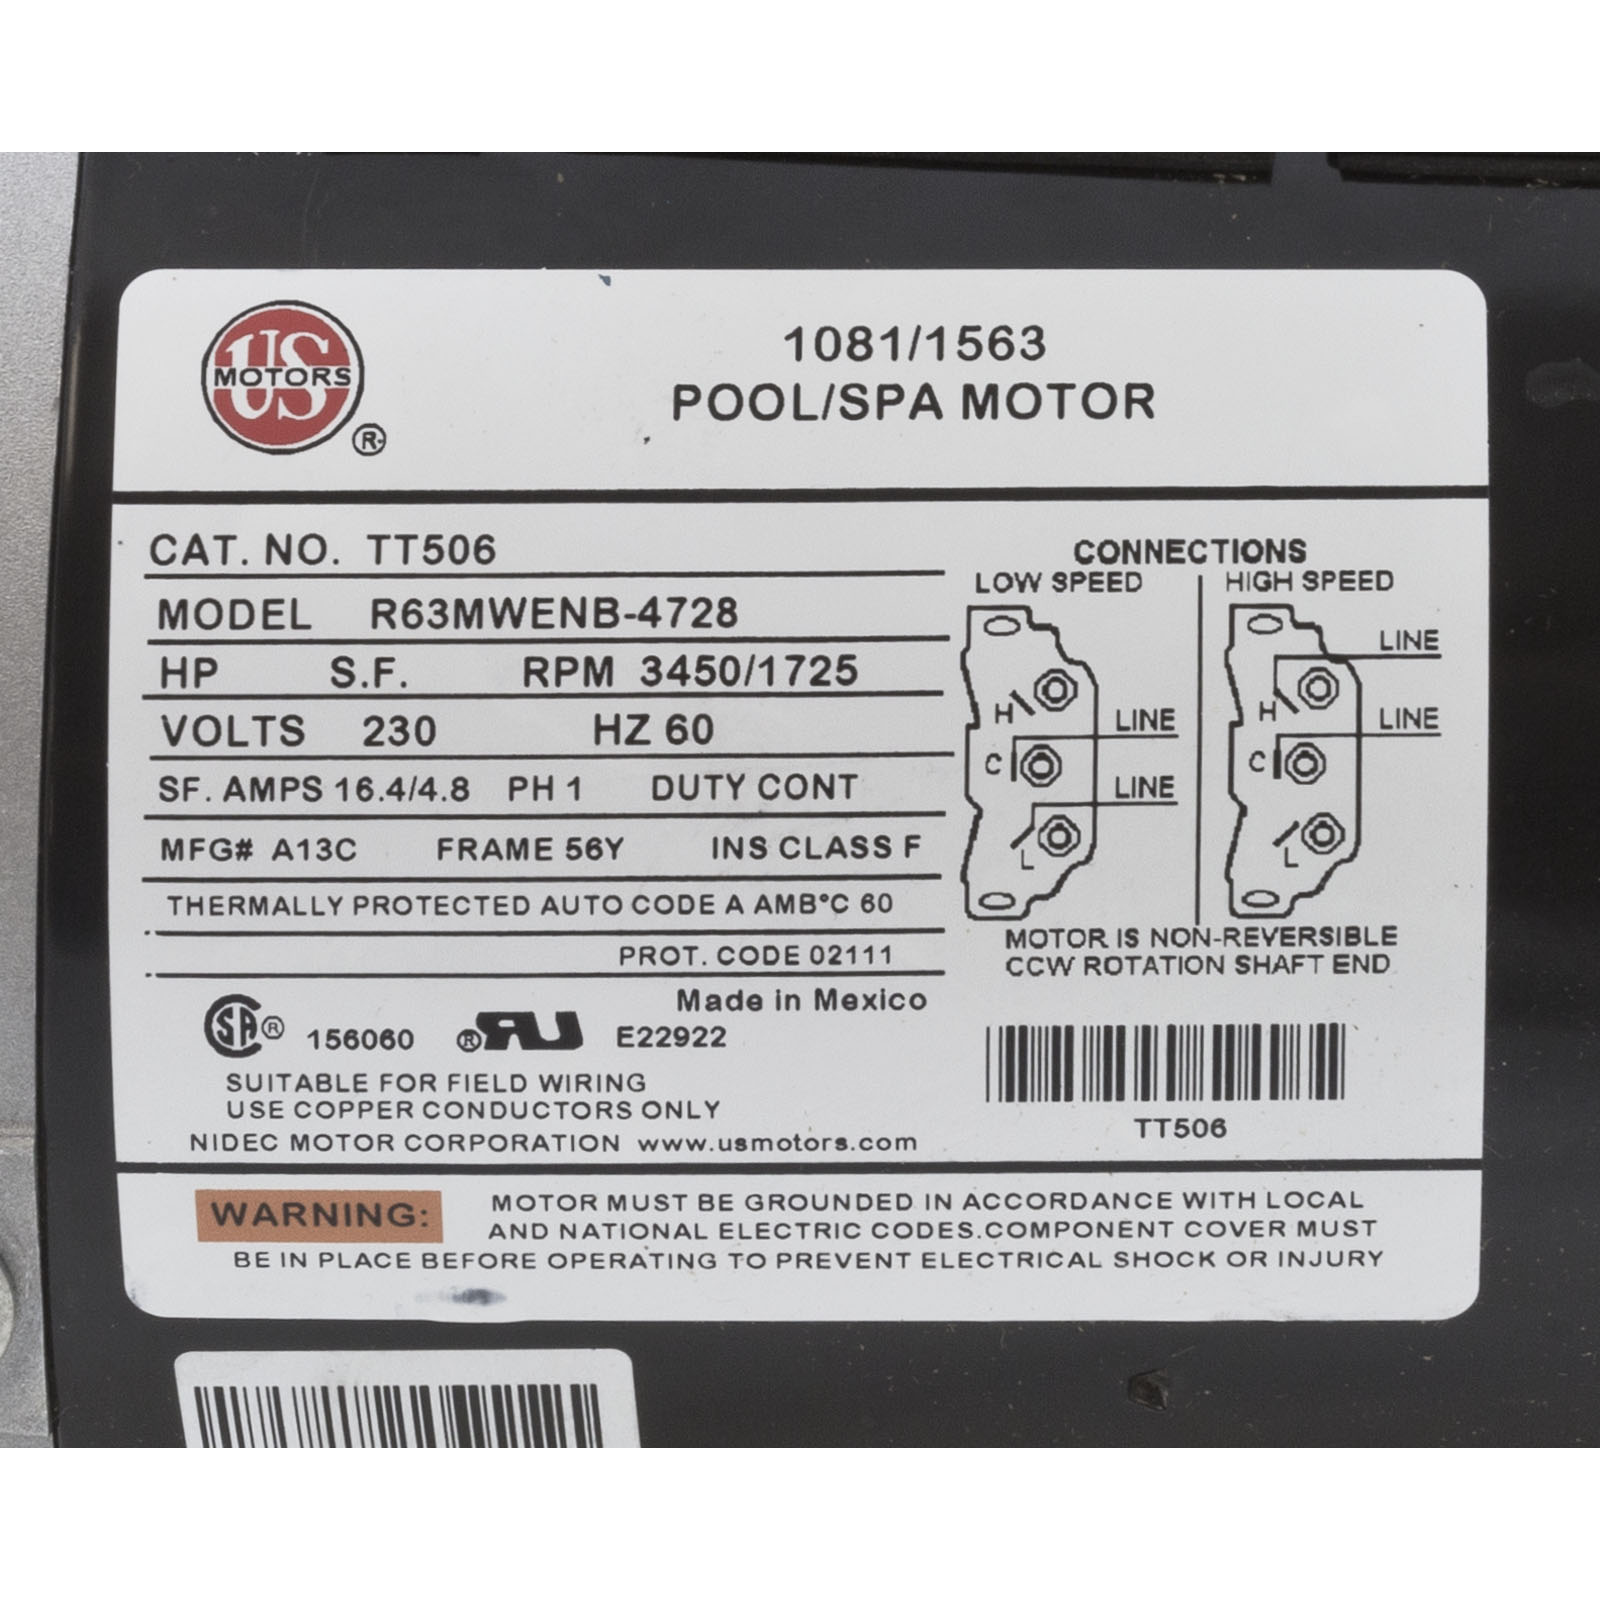 US
MOTORS
®
1081/1563
POOL/SPA MOTOR
CAT. NO. TT506
MODEL R63MWENB-4728
HP S.F. RPM 3450/1725
VOLTS 230 HZ 60
SF. AMPS 16.4/4.8 PH 1 DUTY CONT
MFG# A13C FRAME 56Y INS CLASS F
THERMALLY PROTECTED AUTO CODE A AMB°C 60
PROT. CODE 02111
Made in Mexico
SA® 156060 ®RU E22922
SUITABLE FOR FIELD WIRING
USE COPPER CONDUCTORS ONLY
NIDEC MOTOR CORPORATION www.usmotors.com
CONNECTIONS
LOW SPEED HIGH SPEED
H
LINE
C
LINE
L
LINE
H
LINE
C
L
MOTOR IS NON-REVERSIBLE
CCW ROTATION SHAFT END
TT506
WARNING: MOTOR MUST BE GROUNDED IN ACCORDANCE WITH LOCAL
AND NATIONAL ELECTRIC CODES.COMPONENT COVER MUST
BE IN PLACE BEFORE OPERATING TO PREVENT ELECTRICAL SHOCK OR INJURY